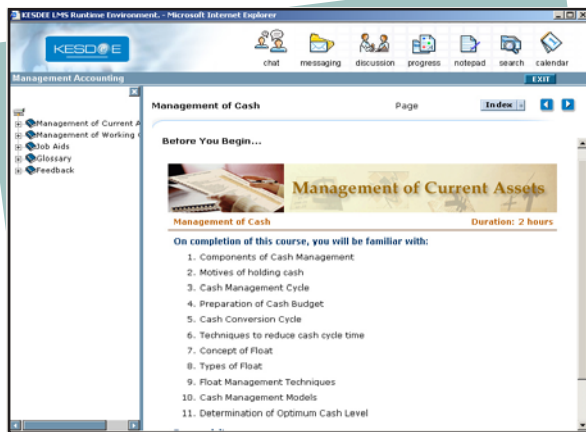 KESDEE LMS Runtime Environment. - Microsoft Internet Explorer
KESDEE
chat messaging discussion progress notepad search calendar
Management Accounting EXIT
Management of Cash Page Index
Management of Current A
Management of Working
Job Aids
Glossary
Feedback
Before You Begin...
Management of Current Assets
Management of Cash Duration: 2 hours
On completion of this course, you will be familiar with:
1. Components of Cash Management
2. Motives of holding cash
3. Cash Management Cycle
4. Preparation of Cash Budget
5. Cash Conversion Cycle
6. Techniques to reduce cash cycle time
7. Concept of Float
8. Types of Float
9. Float Management Techniques
10. Cash Management Models
11. Determination of Optimum Cash Level